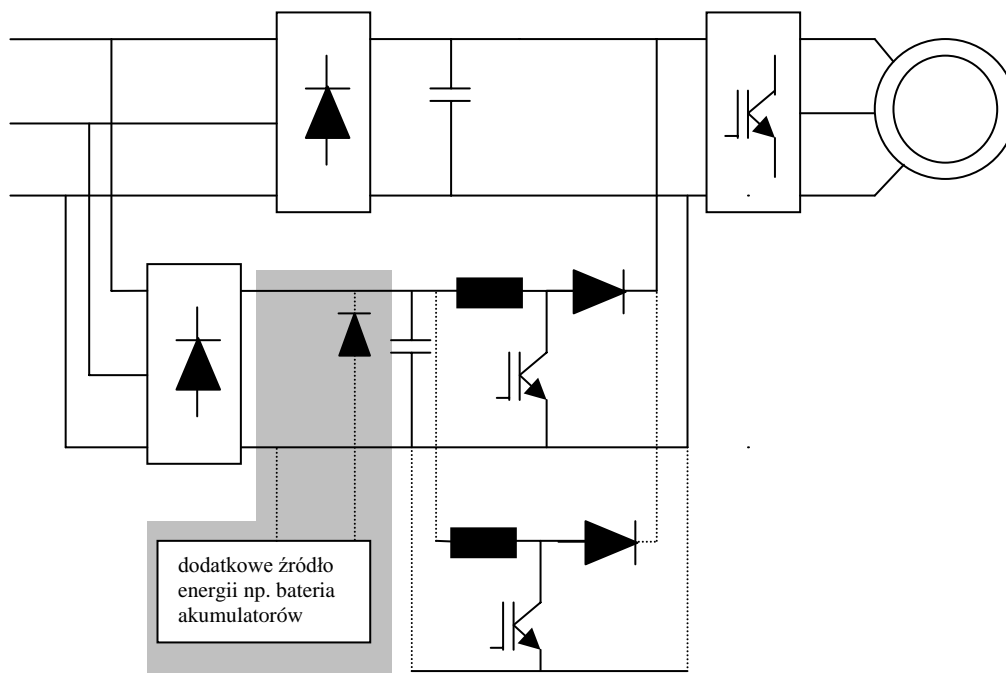 dodatkowe źródło
energii np. bateria
akumulatorów